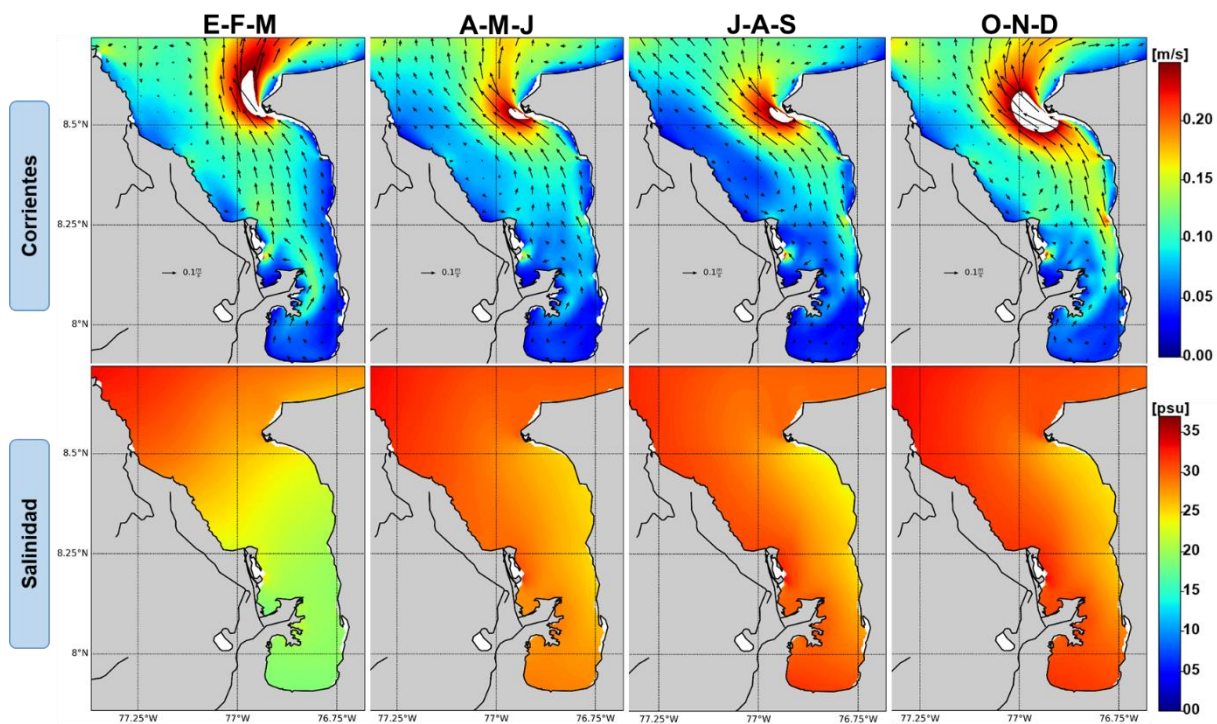 E-F-M A-M-J J-A-S O-N-D
[m/s]
Corrientes
8.5°N
8.25°N
8°N
0.1 m/s 0.1 m/s 0.1 m/s 0.1 m/s
0.20
0.15
0.10
0.05
0.00
[psu]
Salinidad
8.5°N
8.25°N
8°N
35
30
25
20
15
10
05
00
77.25°W 77°W 76.75°W 77.25°W 77°W 76.75°W 77.25°W 77°W 76.75°W 77.25°W 77°W 76.75°W